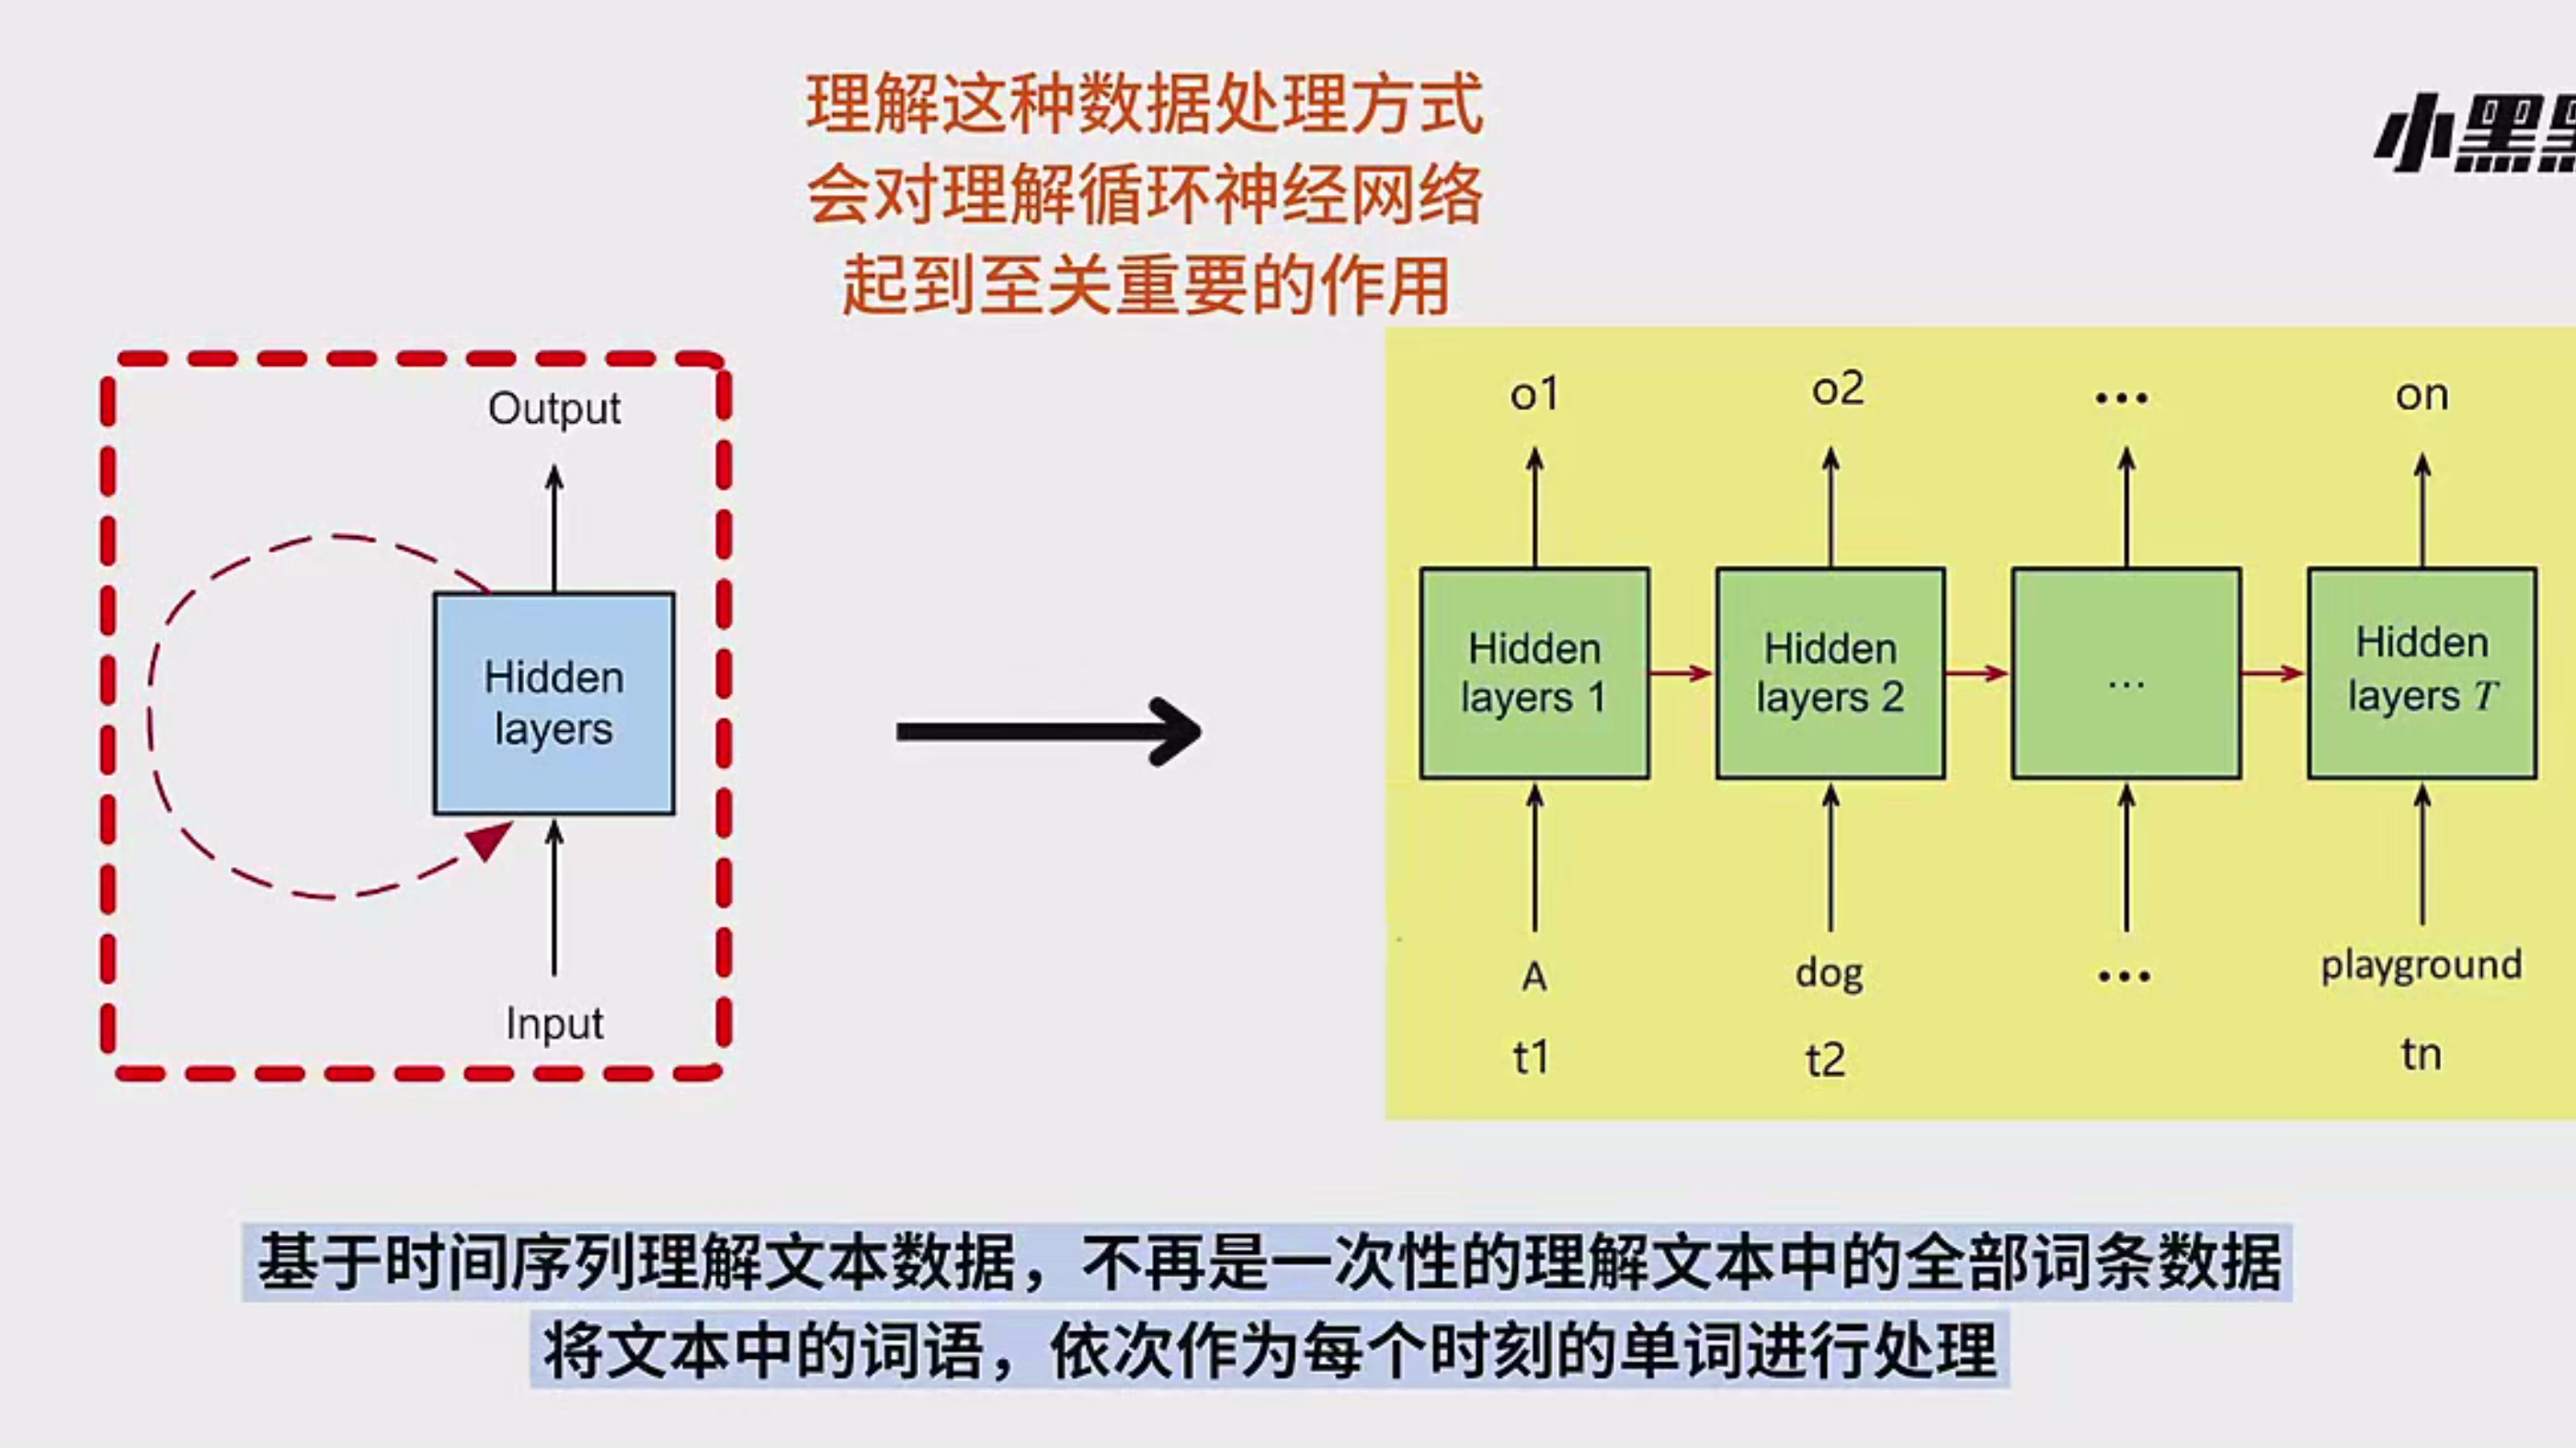 理解这种数据处理方式
会对理解循环神经网络
起到至关重要的作用
小黑
Output
Hidden
layers
Input
o1 o2 ... on
Hidden layers 1
Hidden layers 2
...
Hidden layers T
A dog ... playground
t1 t2 tn
基于时间序列理解文本数据，不再是一次性的理解文本中的全部词条数据
将文本中的词语，依次作为每个时刻的单词进行处理